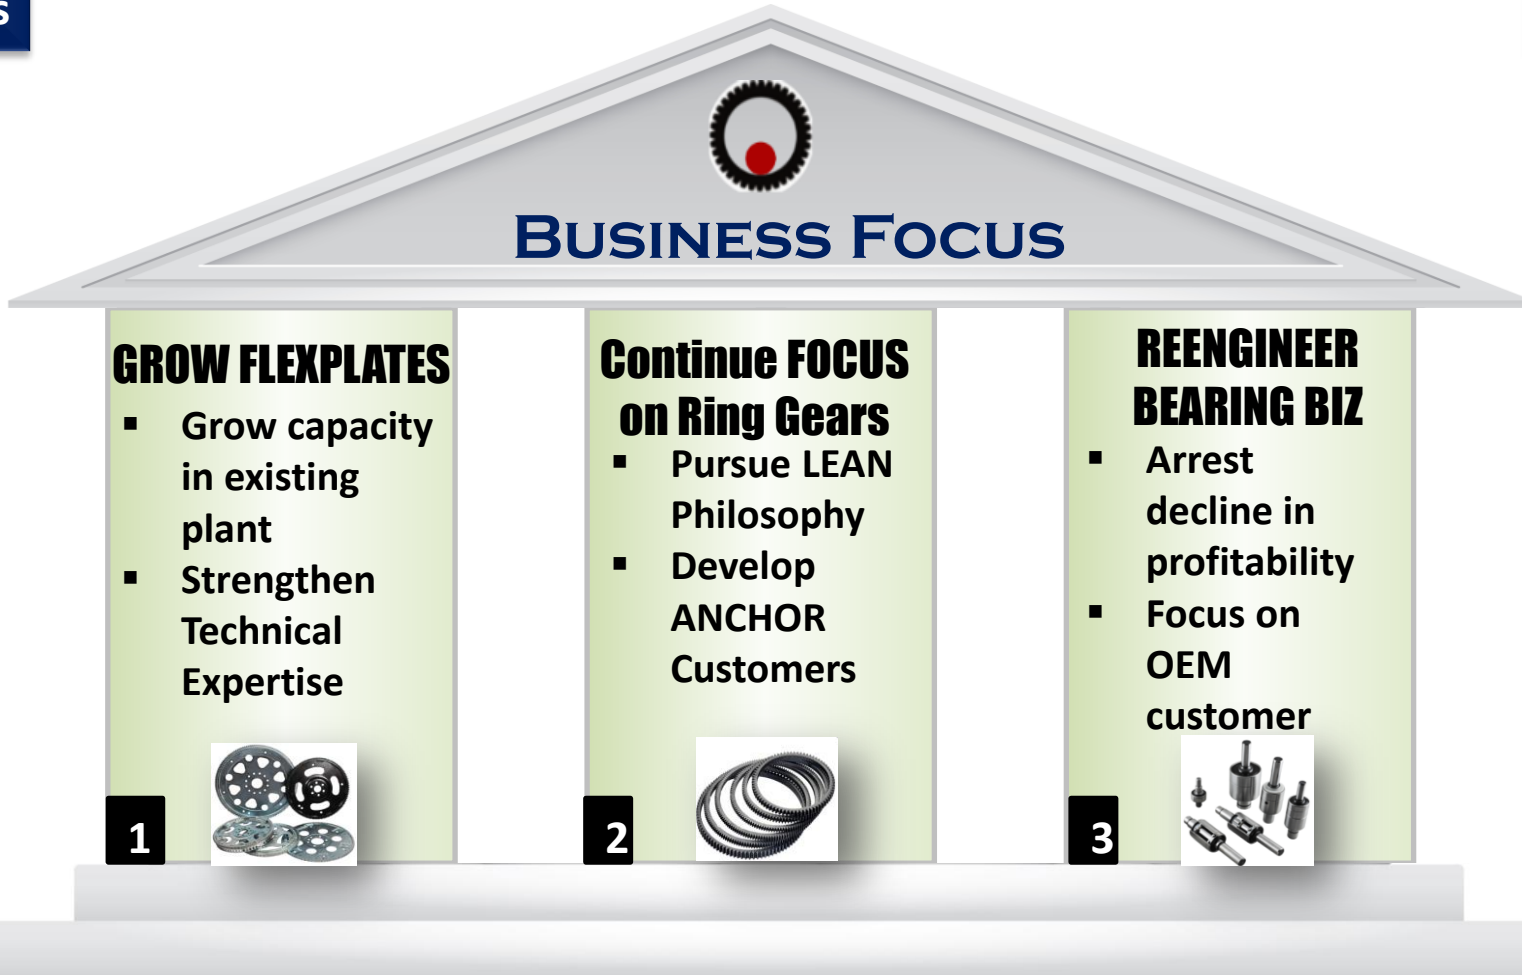 S
BUSINESS FOCUS
GROW FLEXPLATES
▪ Grow capacity
in existing
plant
▪ Strengthen
Technical
Expertise
1
Continue FOCUS
on Ring Gears
▪ Pursue LEAN
Philosophy
▪ Develop
ANCHOR
Customers
2
REENGINEER
BEARING BIZ
▪ Arrest
decline in
profitability
▪ Focus on
OEM
customer
3